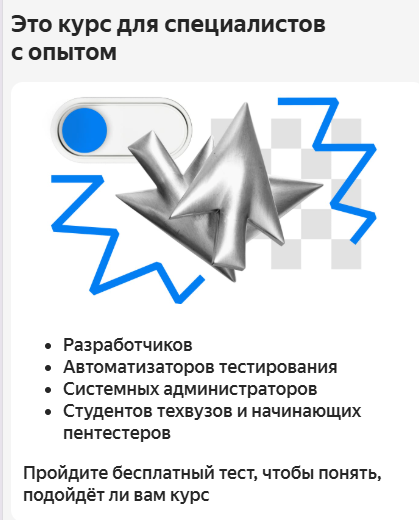 Это курс для специалистов
с опытом
• Разработчиков
• Автоматизаторов тестирования
• Системных администраторов
• Студентов техвузов и начинающих
пентестеров
Пройдите бесплатный тест, чтобы понять,
подойдёт ли вам курс